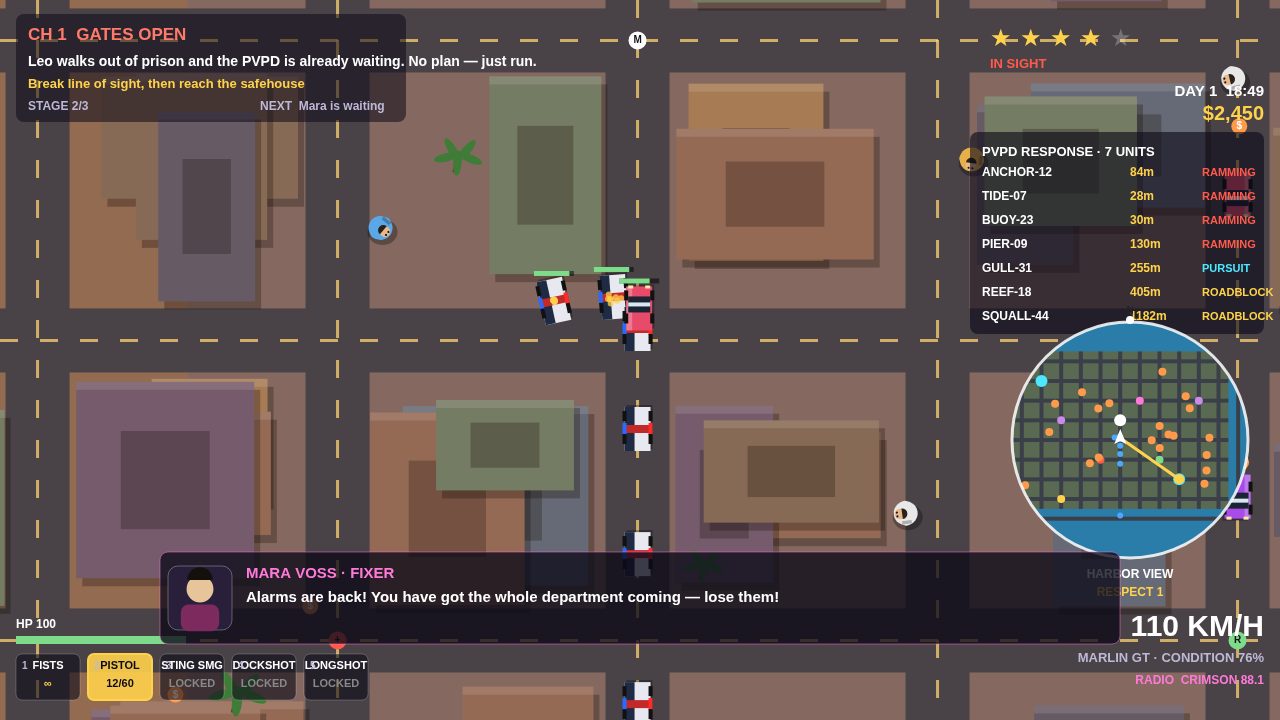 CH 1 GATES OPEN
Leo walks out of prison and the PVPD is already waiting. No plan — just run.
Break line of sight, then reach the safehouse
STAGE 2/3
NEXT Mara is waiting
M
IN SIGHT
DAY 1 18:49
$2,450
$
PVPD RESPONSE · 7 UNITS
ANCHOR-12 84m RAMMING
TIDE-07 28m RAMMING
BUOY-23 30m RAMMING
PIER-09 130m RAMMING
GULL-31 255m PURSUIT
REEF-18 405m ROADBLOCK
SQUALL-44 182m ROADBLOCK
MARA VOSS · FIXER
Alarms are back! You have got the whole department coming — lose them!
HARBOR VIEW
RESPECT 1
110 KM/H
R
MARLIN GT · CONDITION 76%
RADIO CRIMSON 88.1
HP 100
1 FISTS
∞
PISTOL
12/60
STING SMG
LOCKED
DOCKSHOT
LOCKED
LONGSHOT
LOCKED
$